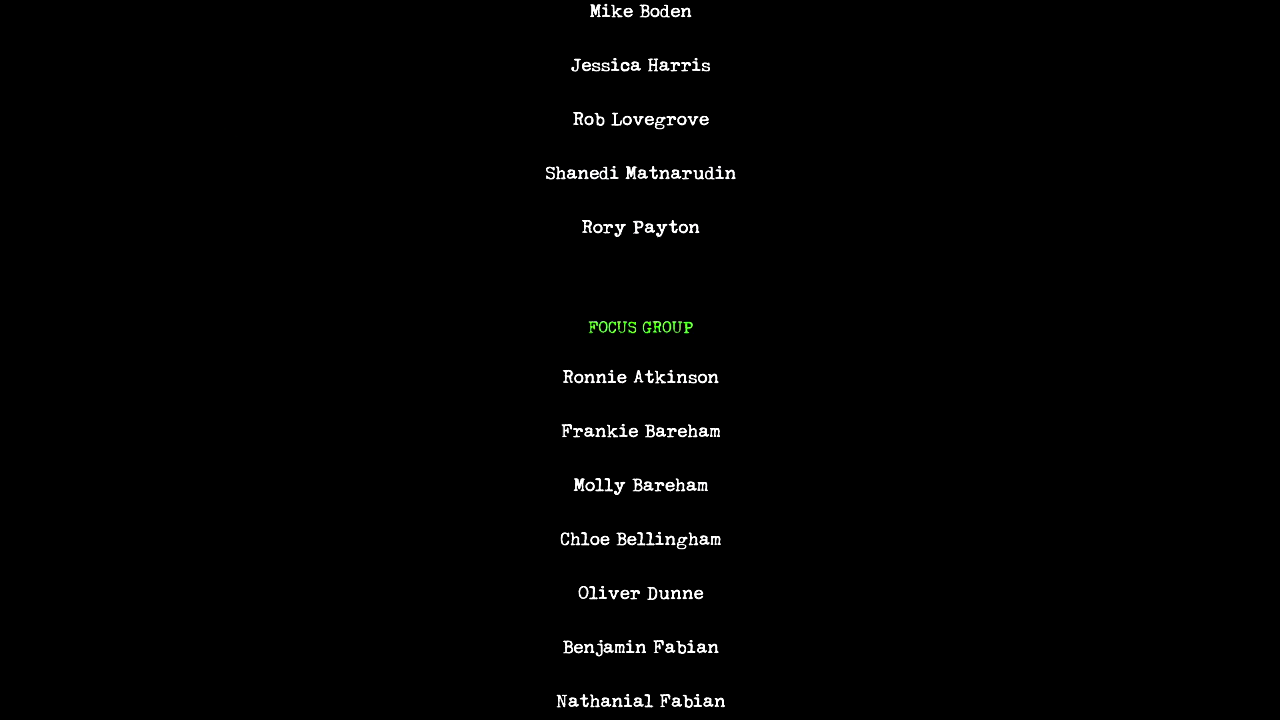 Mike Boden
Jessica Harris
Rob Lovegrove
Shanedi Matnarudin
Rory Payton
FOCUS GROUP
Ronnie Atkinson
Frankie Bareham
Molly Bareham
Chloe Bellingham
Oliver Dunne
Benjamin Fabian
Nathanial Fabian